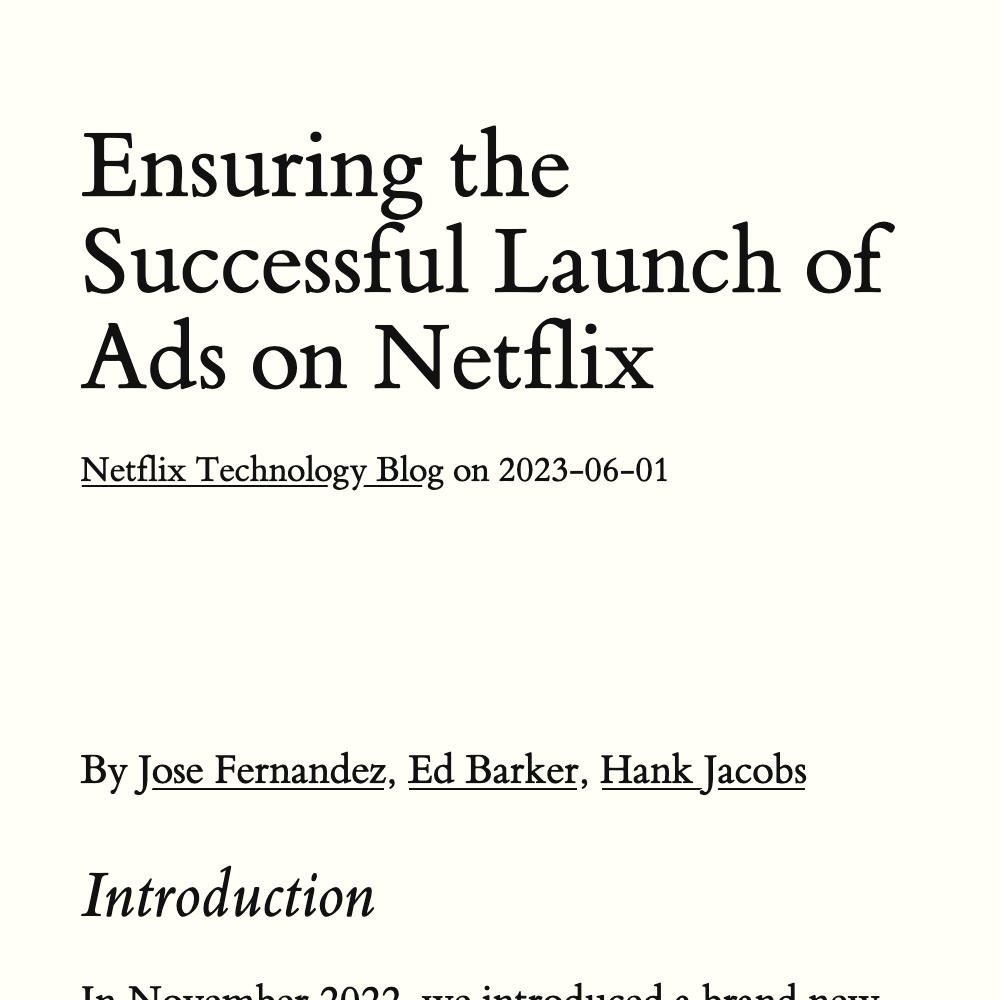 Ensuring the
Successful Launch of
Ads on Netflix
Netflix Technology Blog on 2023-06-01
By Jose Fernandez, Ed Barker, Hank Jacobs
Introduction
In November 2022, we introduced a brand new